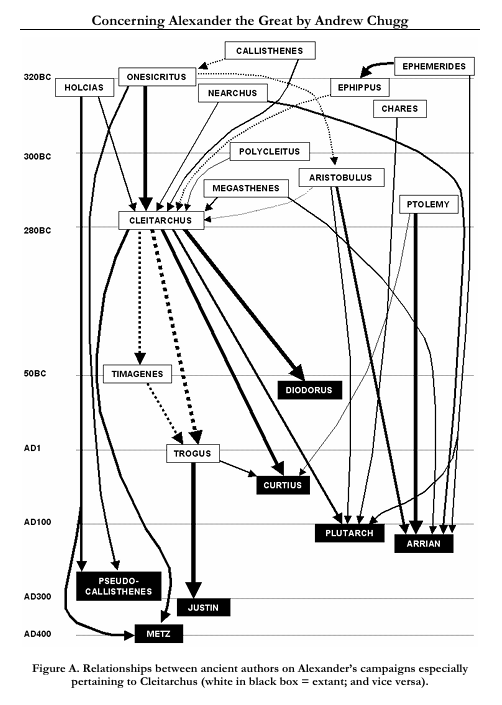 Concerning Alexander the Great by Andrew Chugg
CALLISTHENES
EPHEMERIDES
320BC
ONESICRITUS
HOLCIAS
NEARCHUS
EPHIPPUS
CHARES
300BC
POLYCLEITUS
ARISTOBULUS
MEGASTHENES
PTOLEMY
CLEITARCHUS
280BC
50BC
TIMAGENES
DIODORUS
AD1
TROGUS
CURTIUS
AD100
PLUTARCH
ARRIAN
PSEUDO-
CALLISTHENES
AD300
JUSTIN
AD400
METZ
Figure A. Relationships between ancient authors on Alexander's campaigns especially
pertaining to Cleitarchus (white in black box = extant; and vice versa).